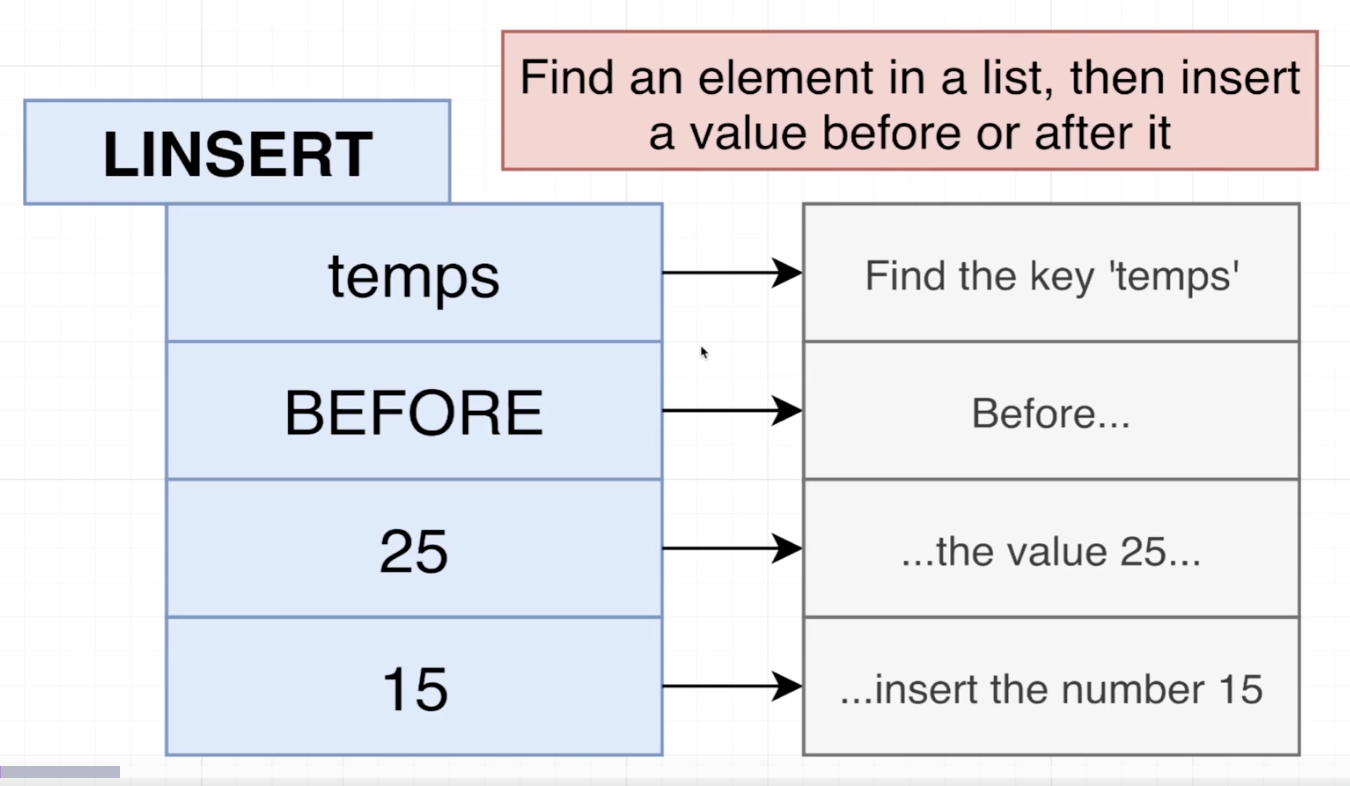 Find an element in a list, then insert
a value before or after it
LINSERT
temps
Find the key 'temps'
BEFORE
Before...
25
...the value 25...
15
...insert the number 15